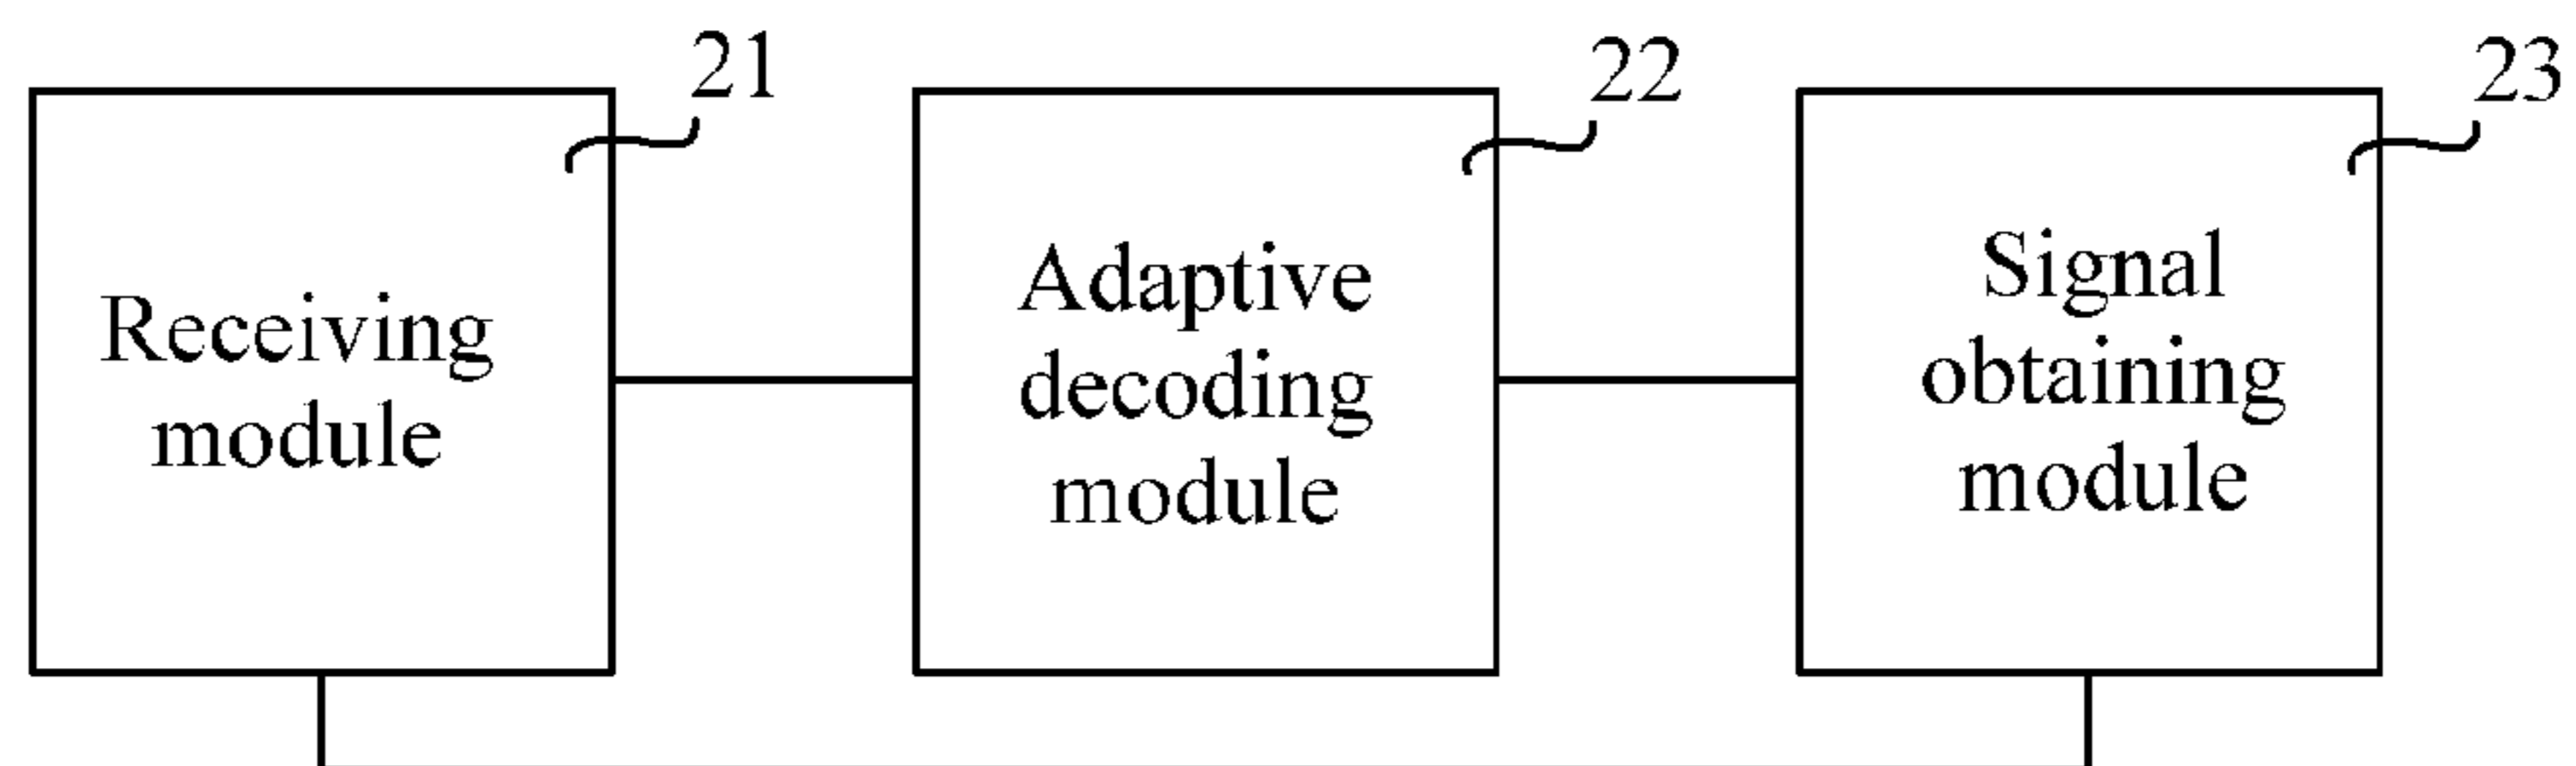 21
Receiving
module
22
Adaptive
decoding
module
23
Signal
obtaining
module